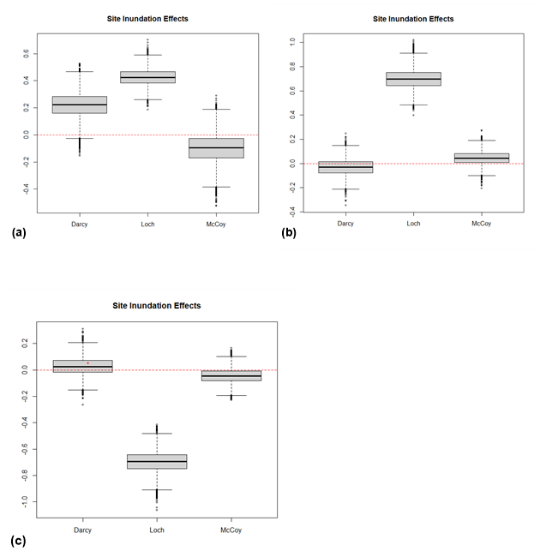 Site Inundation Effects
0.6
0.4
0.2
0.0
-0.2
-0.4
Darcy Loch McCoy
(a)
Site Inundation Effects
1.0
0.8
0.6
0.4
0.2
0.0
-0.2
-0.4
Darcy Loch McCoy
(b)
Site Inundation Effects
0.2
0.0
-0.2
-0.4
-0.6
-0.8
-1.0
Darcy Loch McCoy
(c)